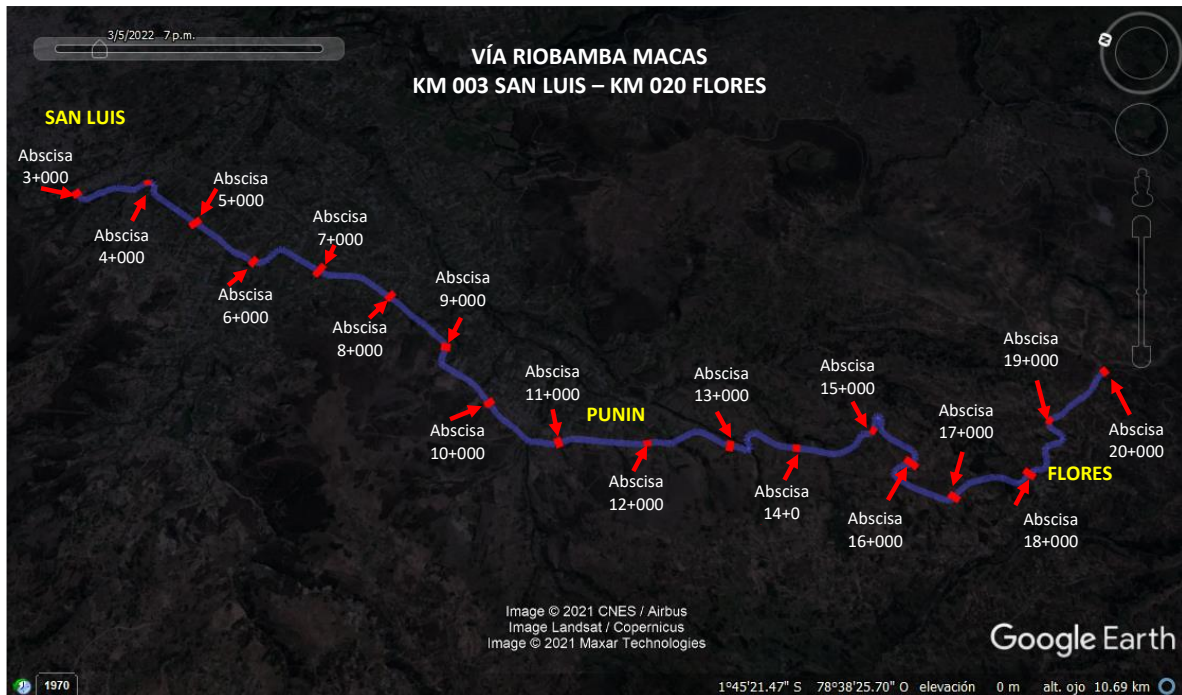 3/5/2022   7 p.m.
VÍA RIOBAMBA MACAS
KM 003 SAN LUIS – KM 020 FLORES
SAN LUIS
Abscisa
3+000
Abscisa
4+000
Abscisa
5+000
Abscisa
6+000
Abscisa
7+000
Abscisa
8+000
Abscisa
9+000
Abscisa
10+000
Abscisa
11+000
PUNIN
Abscisa
12+000
Abscisa
13+000
Abscisa
14+0
Abscisa
15+000
Abscisa
16+000
Abscisa
17+000
Abscisa
18+000
FLORES
Abscisa
19+000
Abscisa
20+000
Image © 2021 CNES / Airbus
Image Landsat / Copernicus
Image © 2021 Maxar Technologies
Google Earth
1970
1°45'21.47" S   78°38'25.70" O   elevación   0 m   alt. ojo   10.69 km